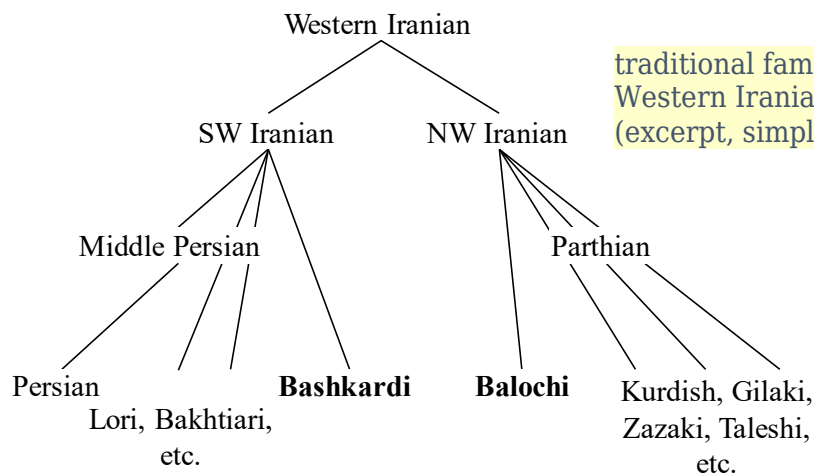 Western Iranian
traditional fam
Western Irania
(excerpt, simpl
SW Iranian
NW Iranian
Middle Persian
Parthian
Persian
Lori, Bakhtiari,
etc.
Bashkardi
Balochi
Kurdish, Gilaki,
Zazaki, Taleshi,
etc.